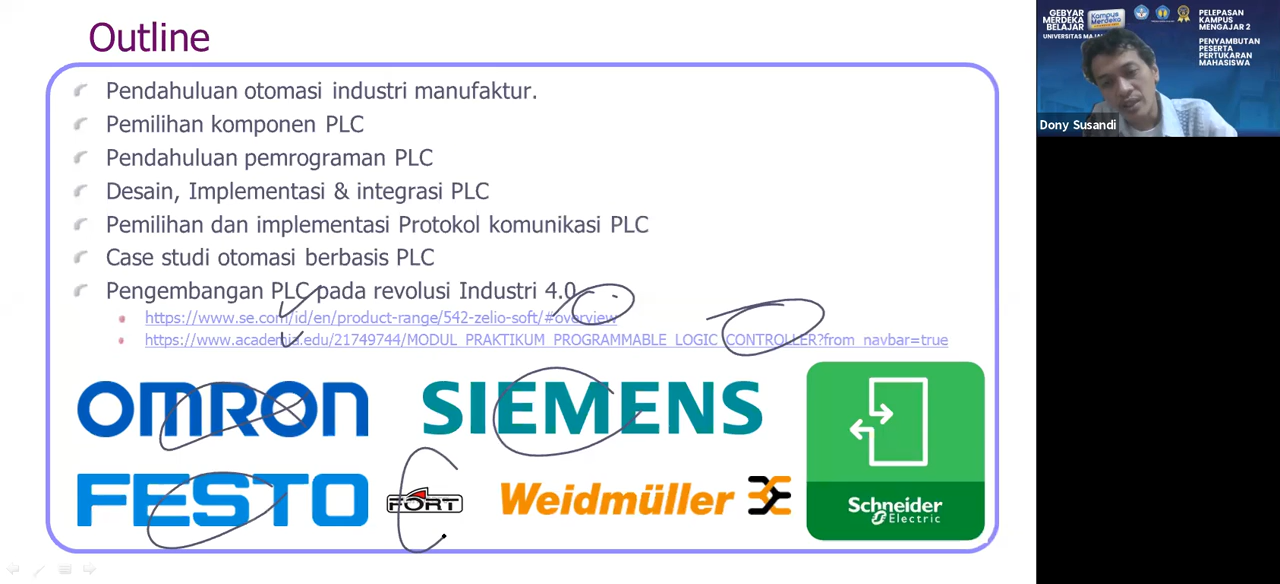 Outline
Pendahuluan otomasi industri manufaktur.
Pemilihan komponen PLC
Pendahuluan pemrograman PLC
Desain, Implementasi & integrasi PLC
Pemilihan dan implementasi Protokol komunikasi PLC
Case studi otomasi berbasis PLC
Pengembangan PLC pada revolusi Industri 4.0
https://www.se.com/id/en/product-range/542-zelio-soft/#overview
https://www.academia.edu/21749744/MODUL_PRAKTIKUM_PROGRAMMABLE_LOGIC_CONTROLLER?from_navbar=true
OMRON
SIEMENS
FESTO
FORT
Weidmüller
Schneider
Electric
GEBYAR
MERDEKA
BELAJAR
UNIVERSITAS MA
Kampus
Merdeka
PELEPASAN
KAMPUS
MENGAJAR 2
PENYAMBUTAN
PESERTA
PERTUKARAN
MAHASISWA
Dony Susandi